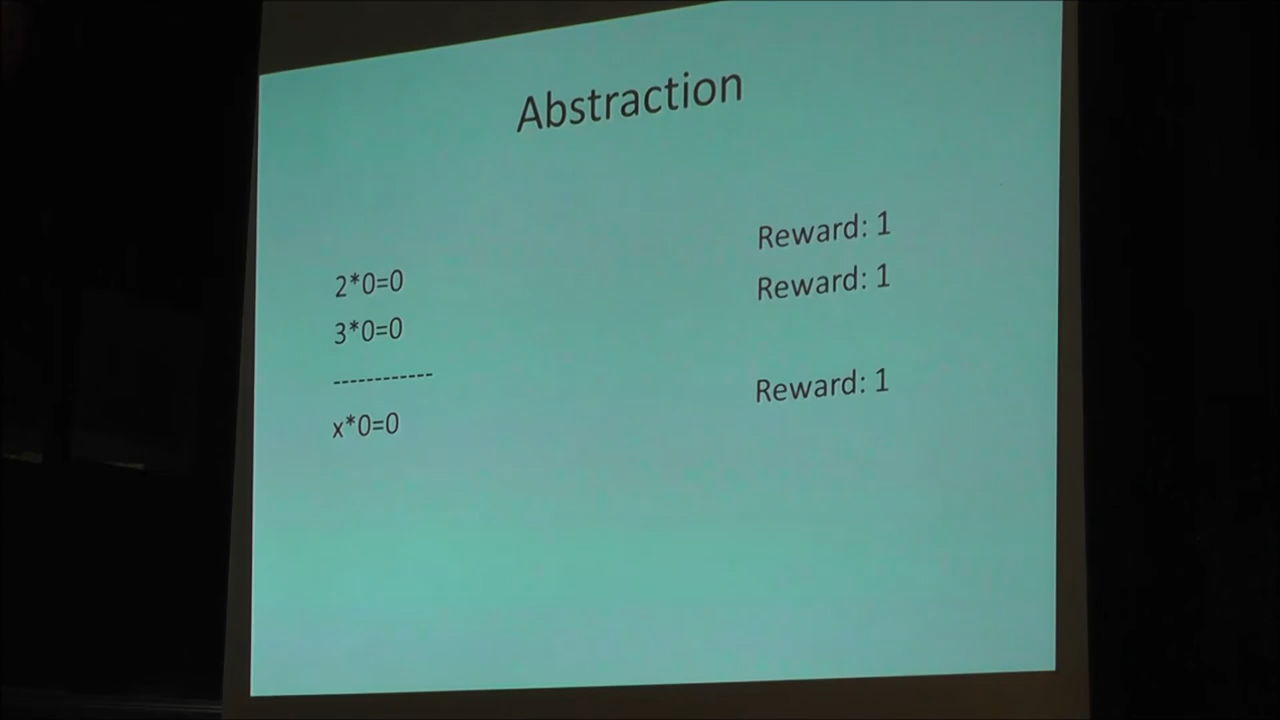 Abstraction
2*0=0
3*0=0
------------
x*0=0
Reward: 1
Reward: 1
Reward: 1